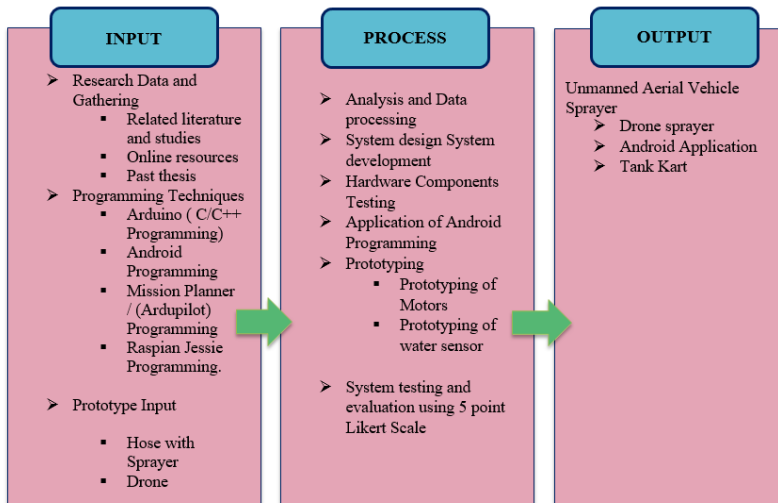 INPUT
Research Data and
Gathering
Related literature
and studies
Online resources
Past thesis
Programming Techniques
Arduino ( C/C++
Programming)
Android
Programming
Mission Planner
/ (Ardupilot)
Programming
Raspian Jessie
Programming.
Prototype Input
Hose with
Sprayer
Drone
PROCESS
Analysis and Data
processing
System design System
development
Hardware Components
Testing
Application of Android
Programming
Prototyping
Prototyping of
Motors
Prototyping of
water sensor
System testing and
evaluation using 5 point
Likert Scale
OUTPUT
Unmanned Aerial Vehicle
Sprayer
Drone sprayer
Android Application
Tank Kart